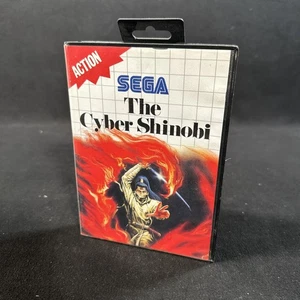 ACTION
SEGA
The
Cyber Shinobi